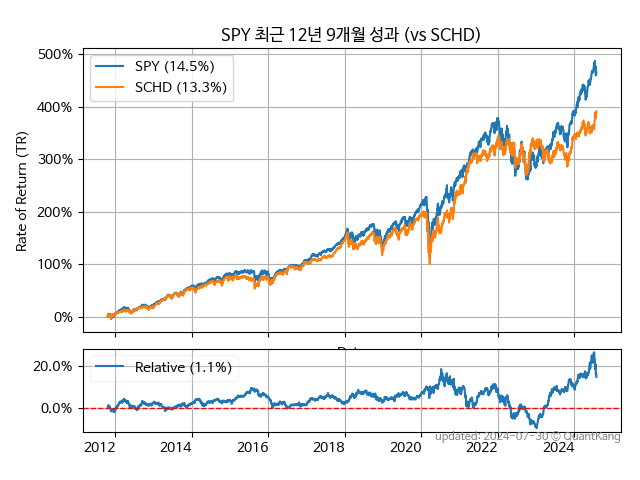 SPY 최근 12년 9개월 성과 (vs SCHD)
500%
400%
300%
200%
100%
0%
Rate of Return (TR)
SPY (14.5%)
SCHD (13.3%)
20.0%
0.0%
Relative (1.1%)
2012 2014 2016 2018 2020 2022 2024
updated: 2024-07-30 © QuantKang